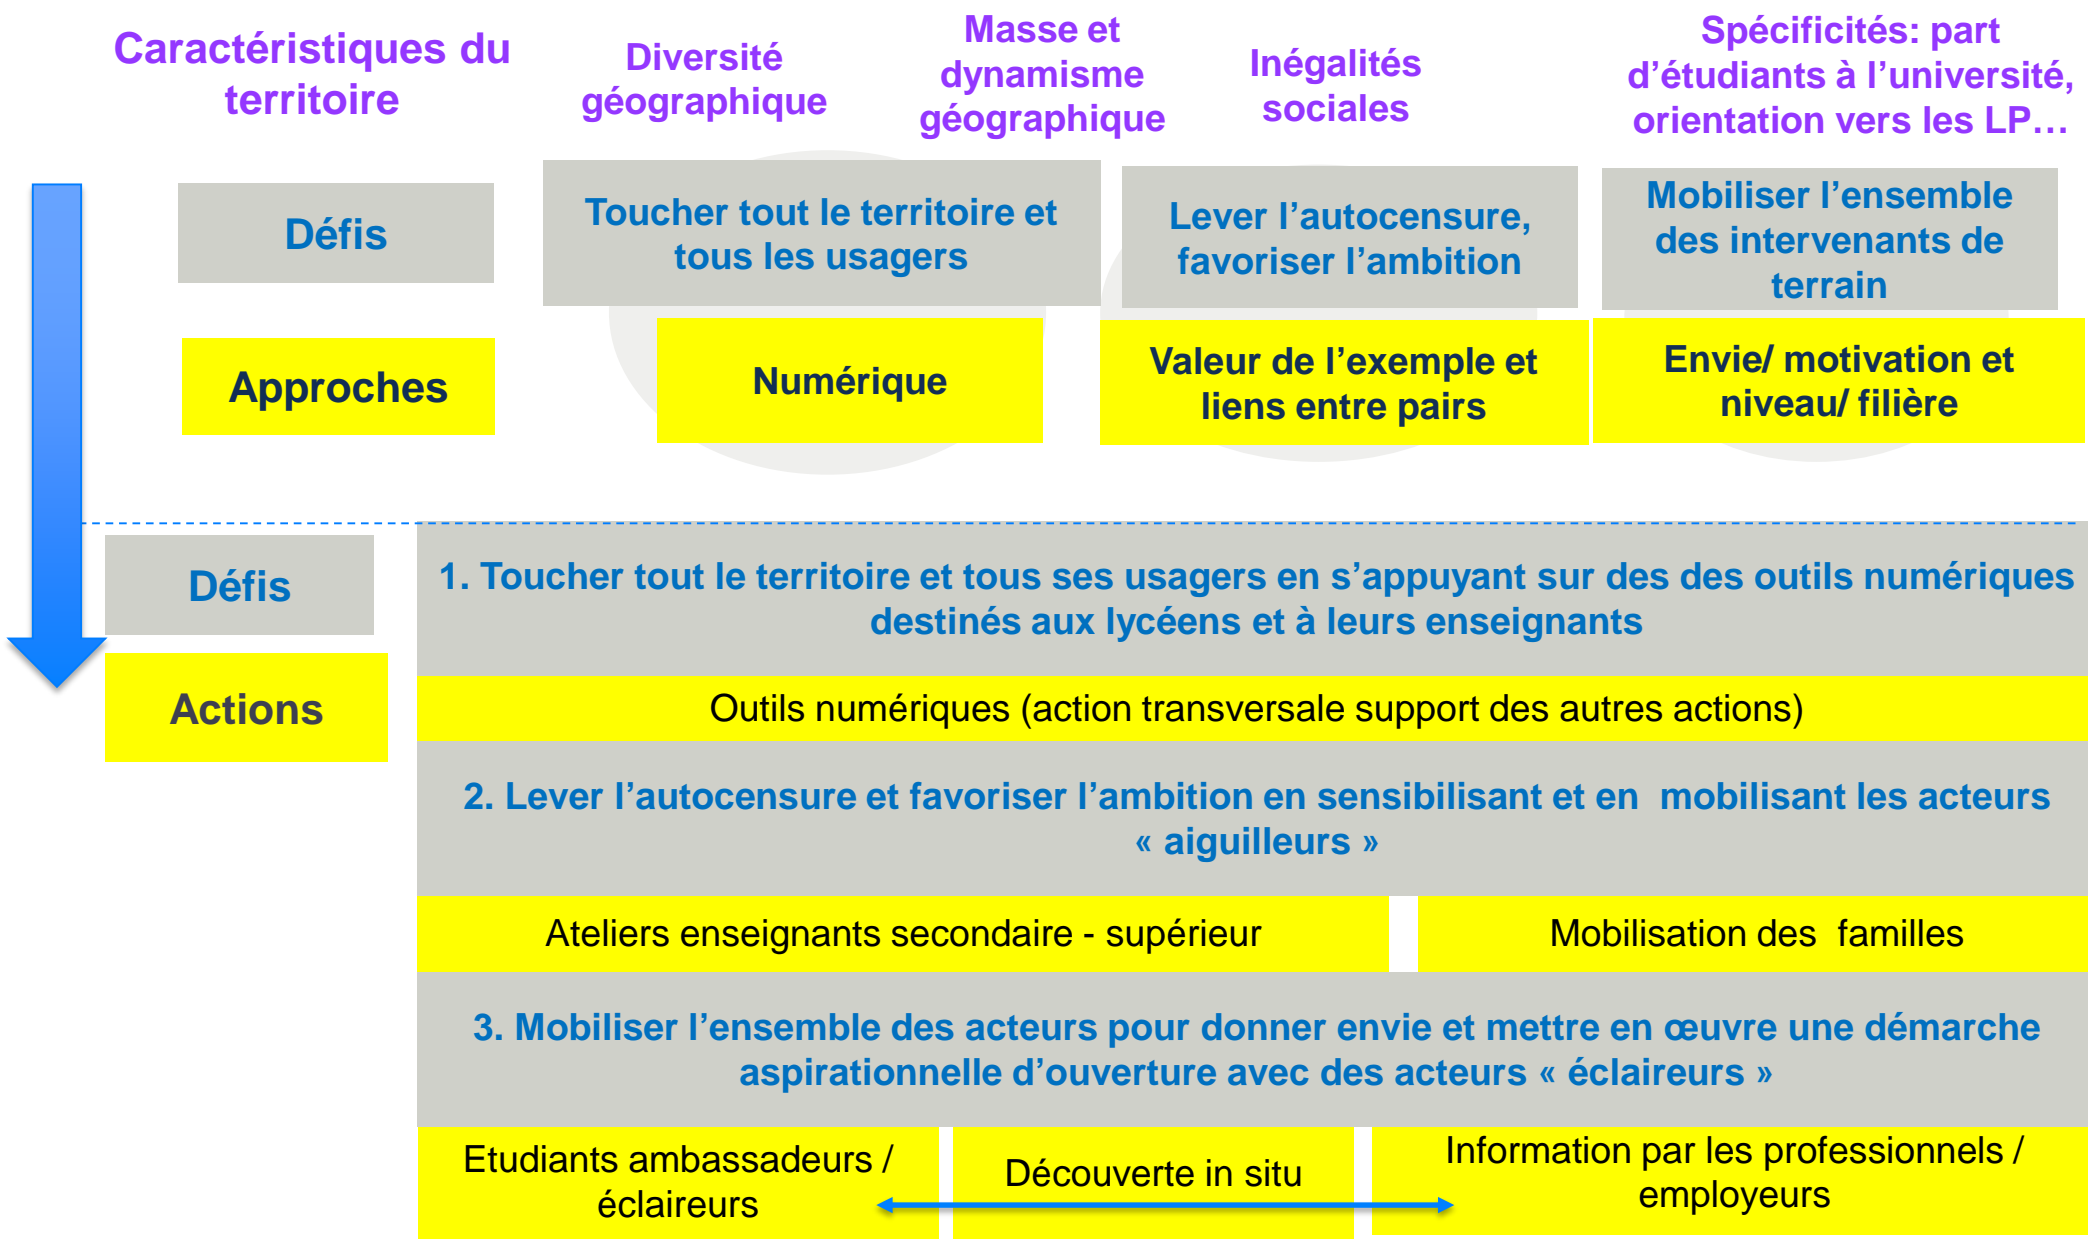 Caractéristiques du
territoire
Diversité
géographique
Masse et
dynamisme
géographique
Inégalités
sociales
Spécificités: part
d’étudiants à l’université,
orientation vers les LP…
Défis
Toucher tout le territoire et
tous les usagers
Lever l’autocensure,
favoriser l’ambition
Mobiliser l’ensemble
des intervenants de
terrain
Approches
Numérique
Valeur de l’exemple et
liens entre pairs
Envie/ motivation et
niveau/ filière
Défis
1. Toucher tout le territoire et tous ses usagers en s’appuyant sur des des outils numériques
destinés aux lycéens et à leurs enseignants
Actions
Outils numériques (action transversale support des autres actions)
2. Lever l’autocensure et favoriser l’ambition en sensibilisant et en  mobilisant les acteurs
« aiguilleurs »
Ateliers enseignants secondaire - supérieur
Mobilisation des  familles
3. Mobiliser l’ensemble des acteurs pour donner envie et mettre en œuvre une démarche
aspirationnelle d’ouverture avec des acteurs « éclaireurs »
Etudiants ambassadeurs /
éclaireurs
Découverte in situ
Information par les professionnels /
employeurs